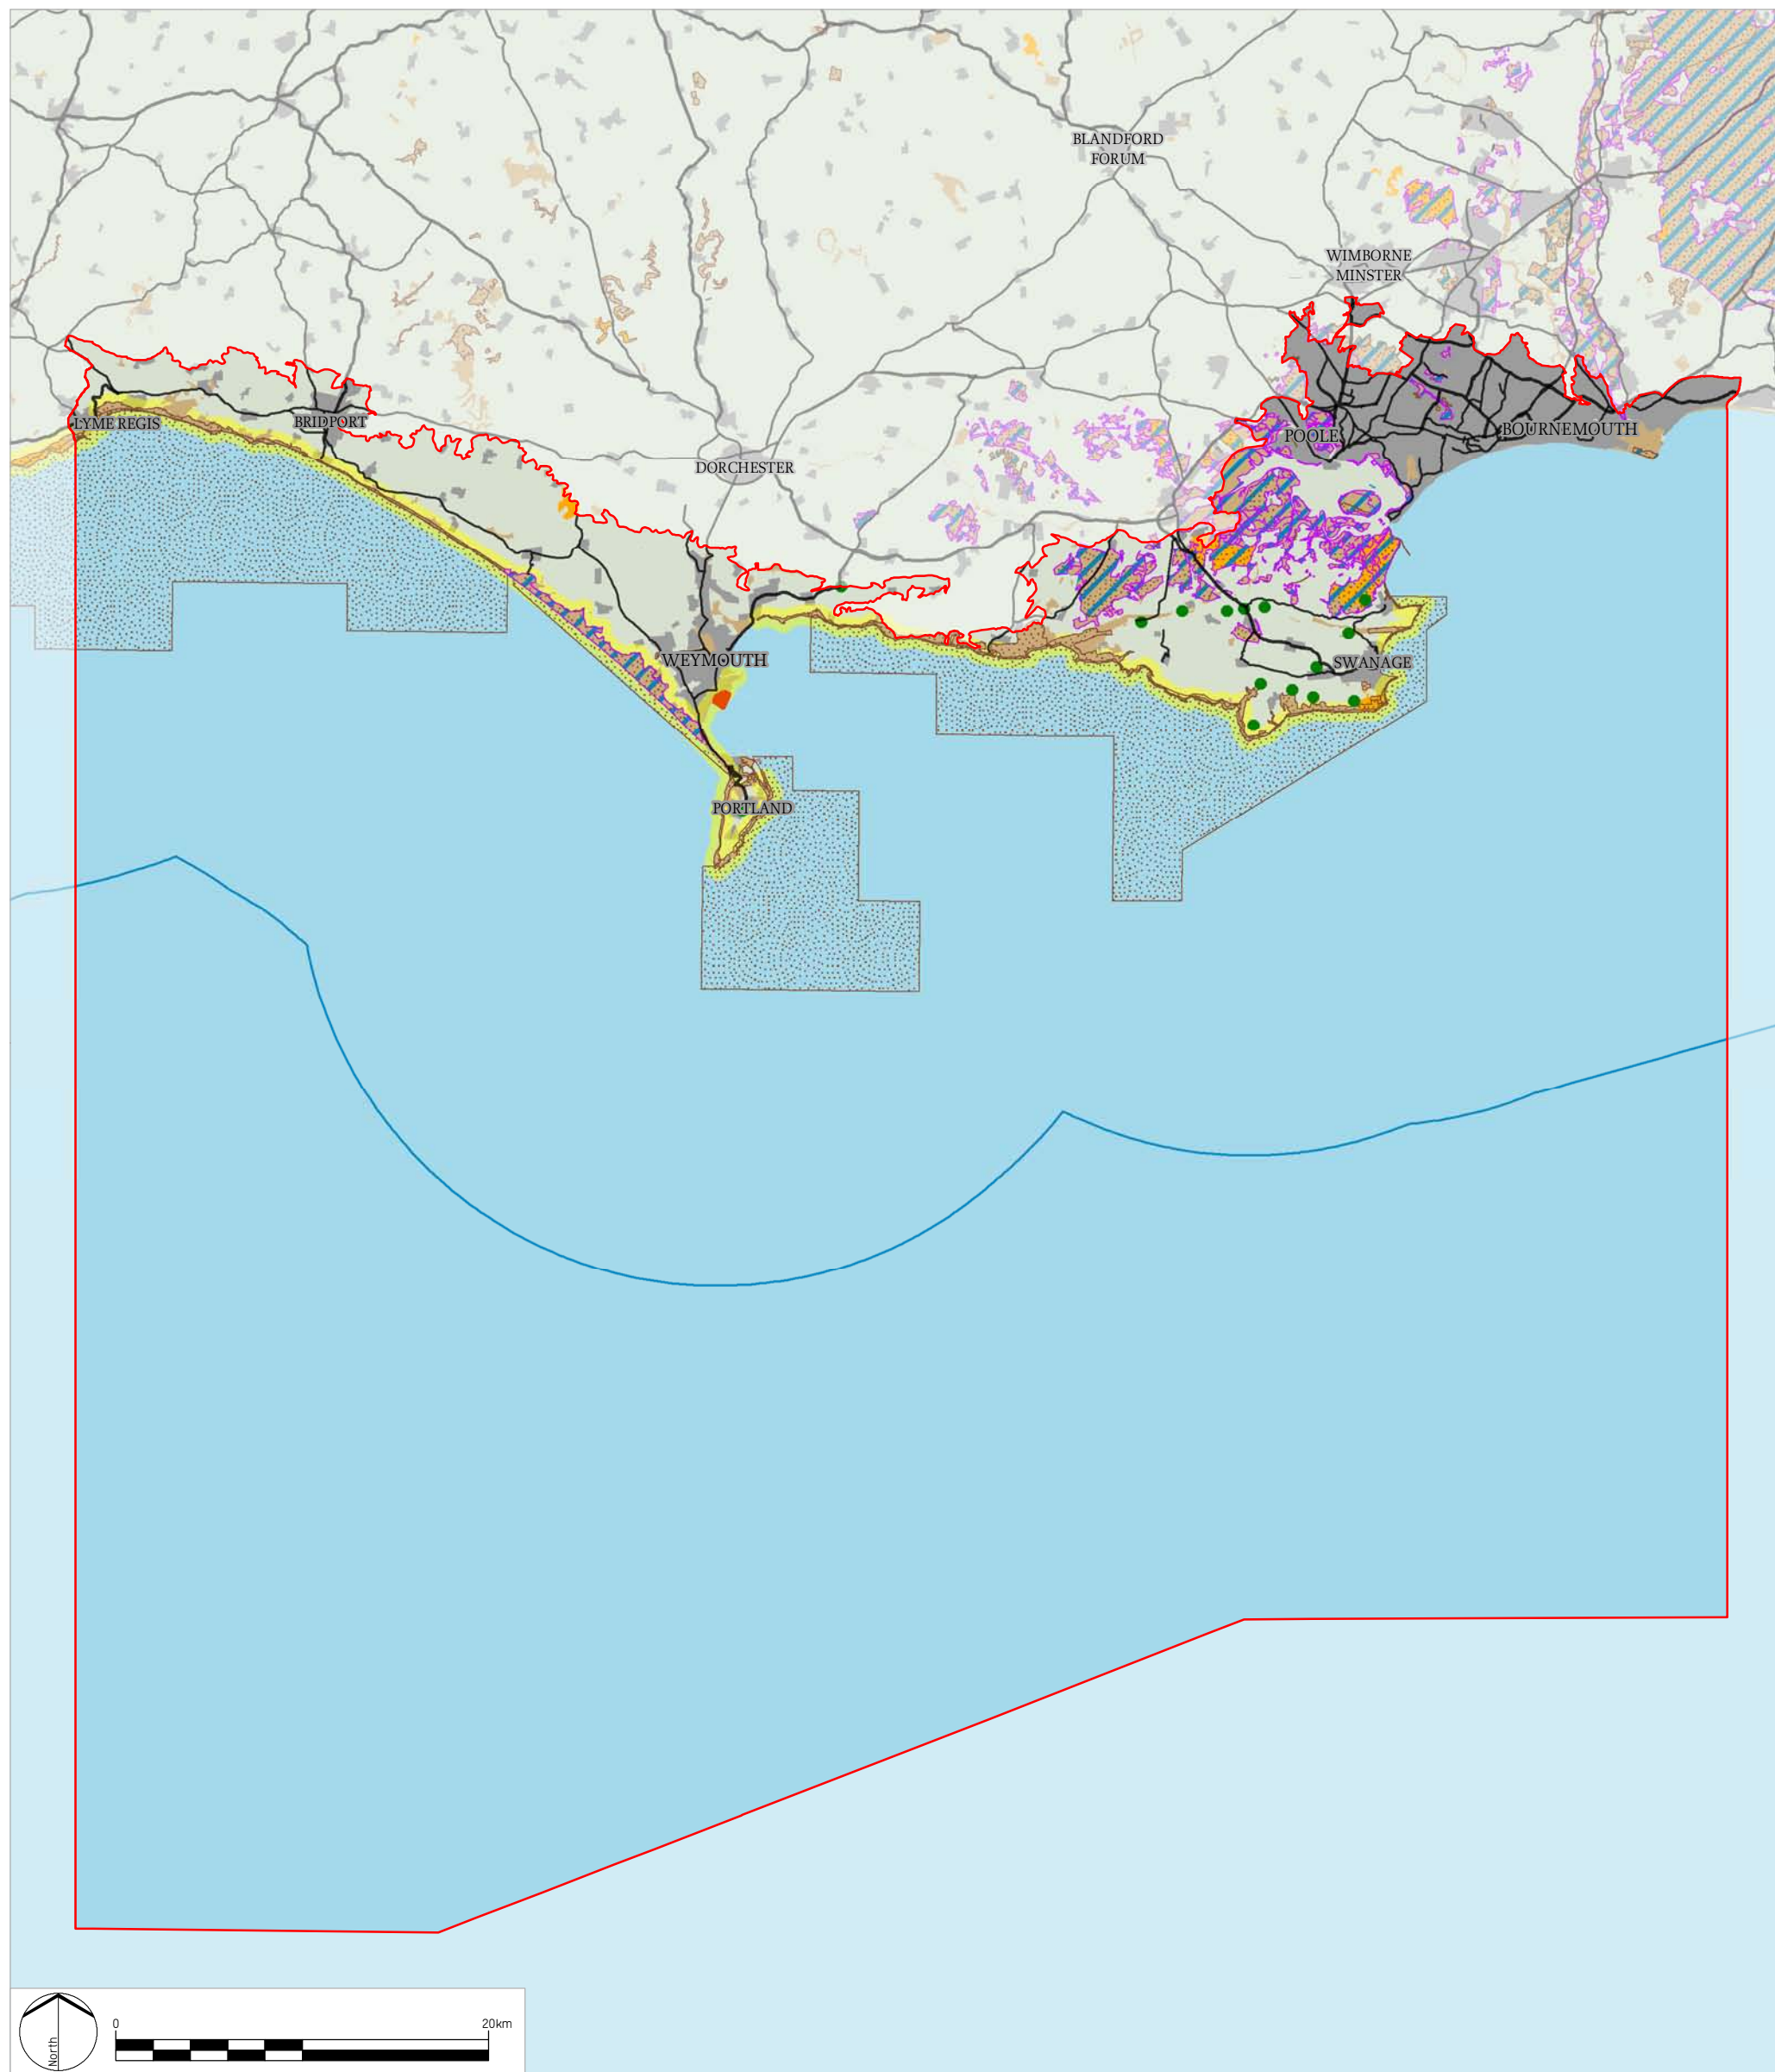 BLANDFORD
FORUM
WIMBORNE
MINSTER
LYME REGIS
BRIDPORT
POOLE
BOURNEMOUTH
DORCHESTER
WEYMOUTH
SWANAGE
PORTLAND
North
0
20km